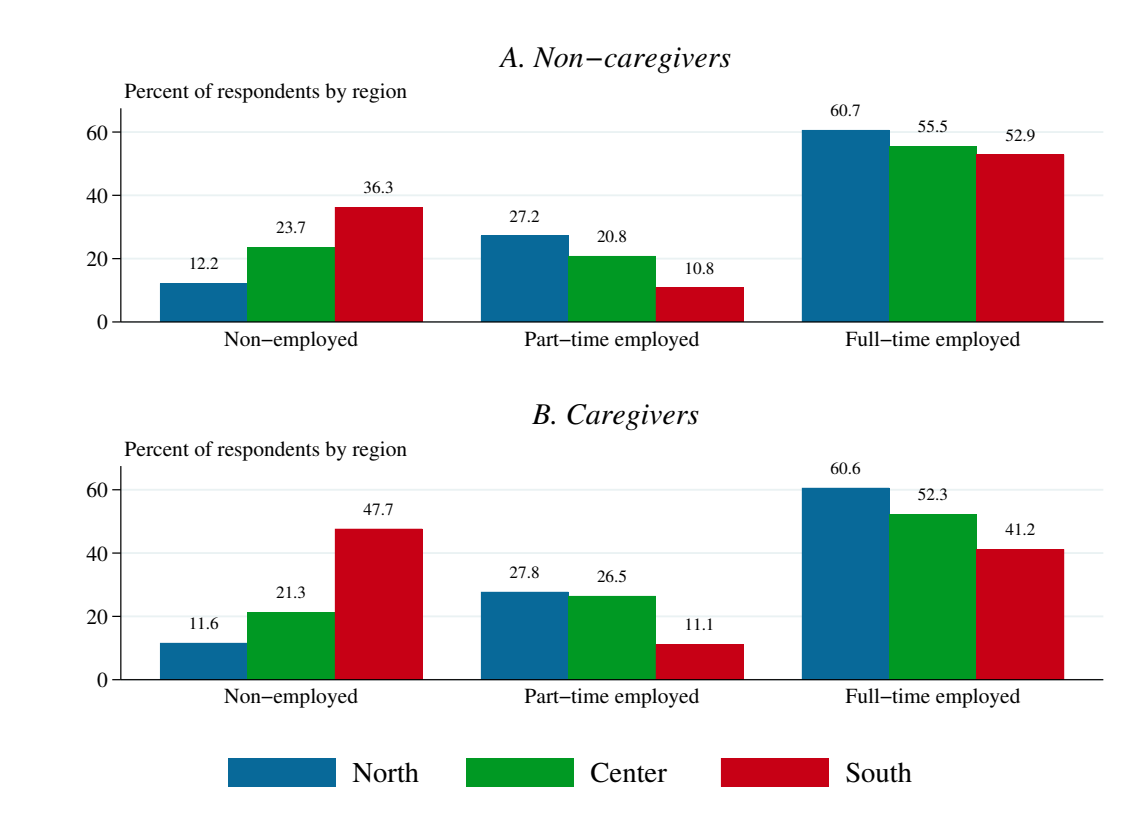 A. Non−caregivers
Percent of respondents by region
60
40
20
0
12.2
23.7
36.3
27.2
20.8
10.8
60.7
55.5
52.9
Non−employed
Part−time employed
Full−time employed
B. Caregivers
Percent of respondents by region
60
40
20
0
11.6
21.3
47.7
27.8
26.5
11.1
60.6
52.3
41.2
Non−employed
Part−time employed
Full−time employed
North
Center
South